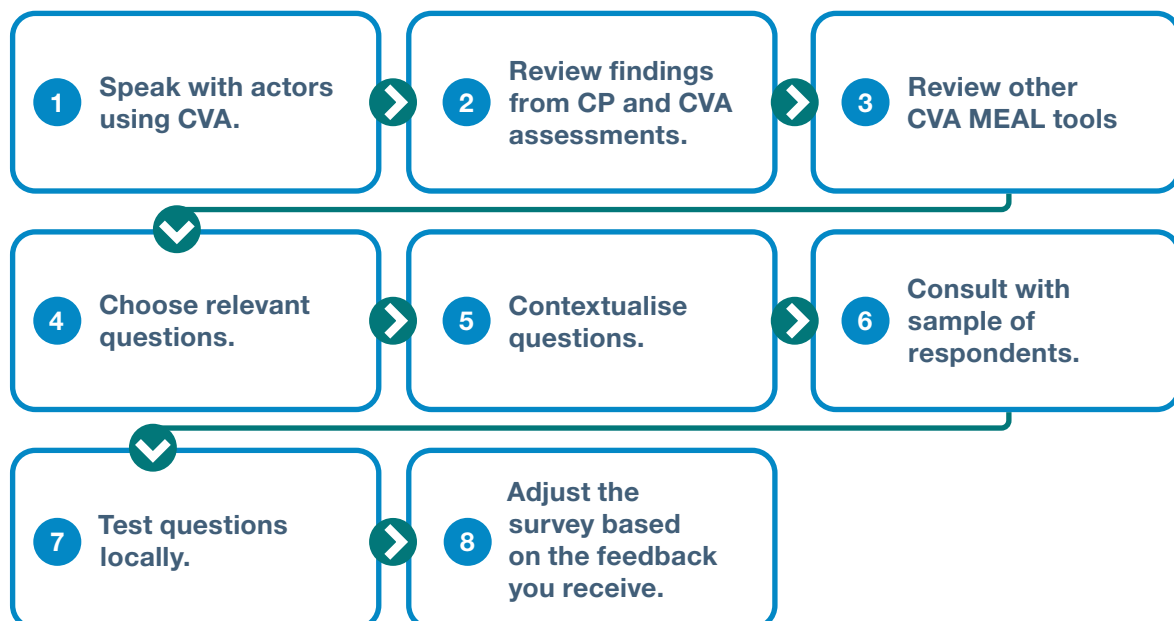 1
Speak with actors
using CVA.
2
Review findings
from CP and CVA
assessments.
3
Review other
CVA MEAL tools
4
Choose relevant
questions.
5
Contextualise
questions.
6
Consult with
sample of
respondents.
7
Test questions
locally.
8
Adjust the
survey based
on the feedback
you receive.